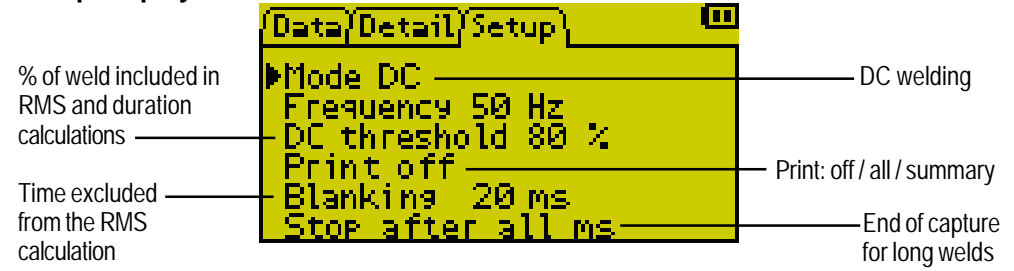 Data Detail Setup
Mode DC
Frequency 50 Hz
DC threshold 80 %
Print off
Blanking 20 ms
Stop after all ms
% of weld included in
RMS and duration
calculations
Time excluded
from the RMS
calculation
DC welding
Print: off / all / summary
End of capture
for long welds